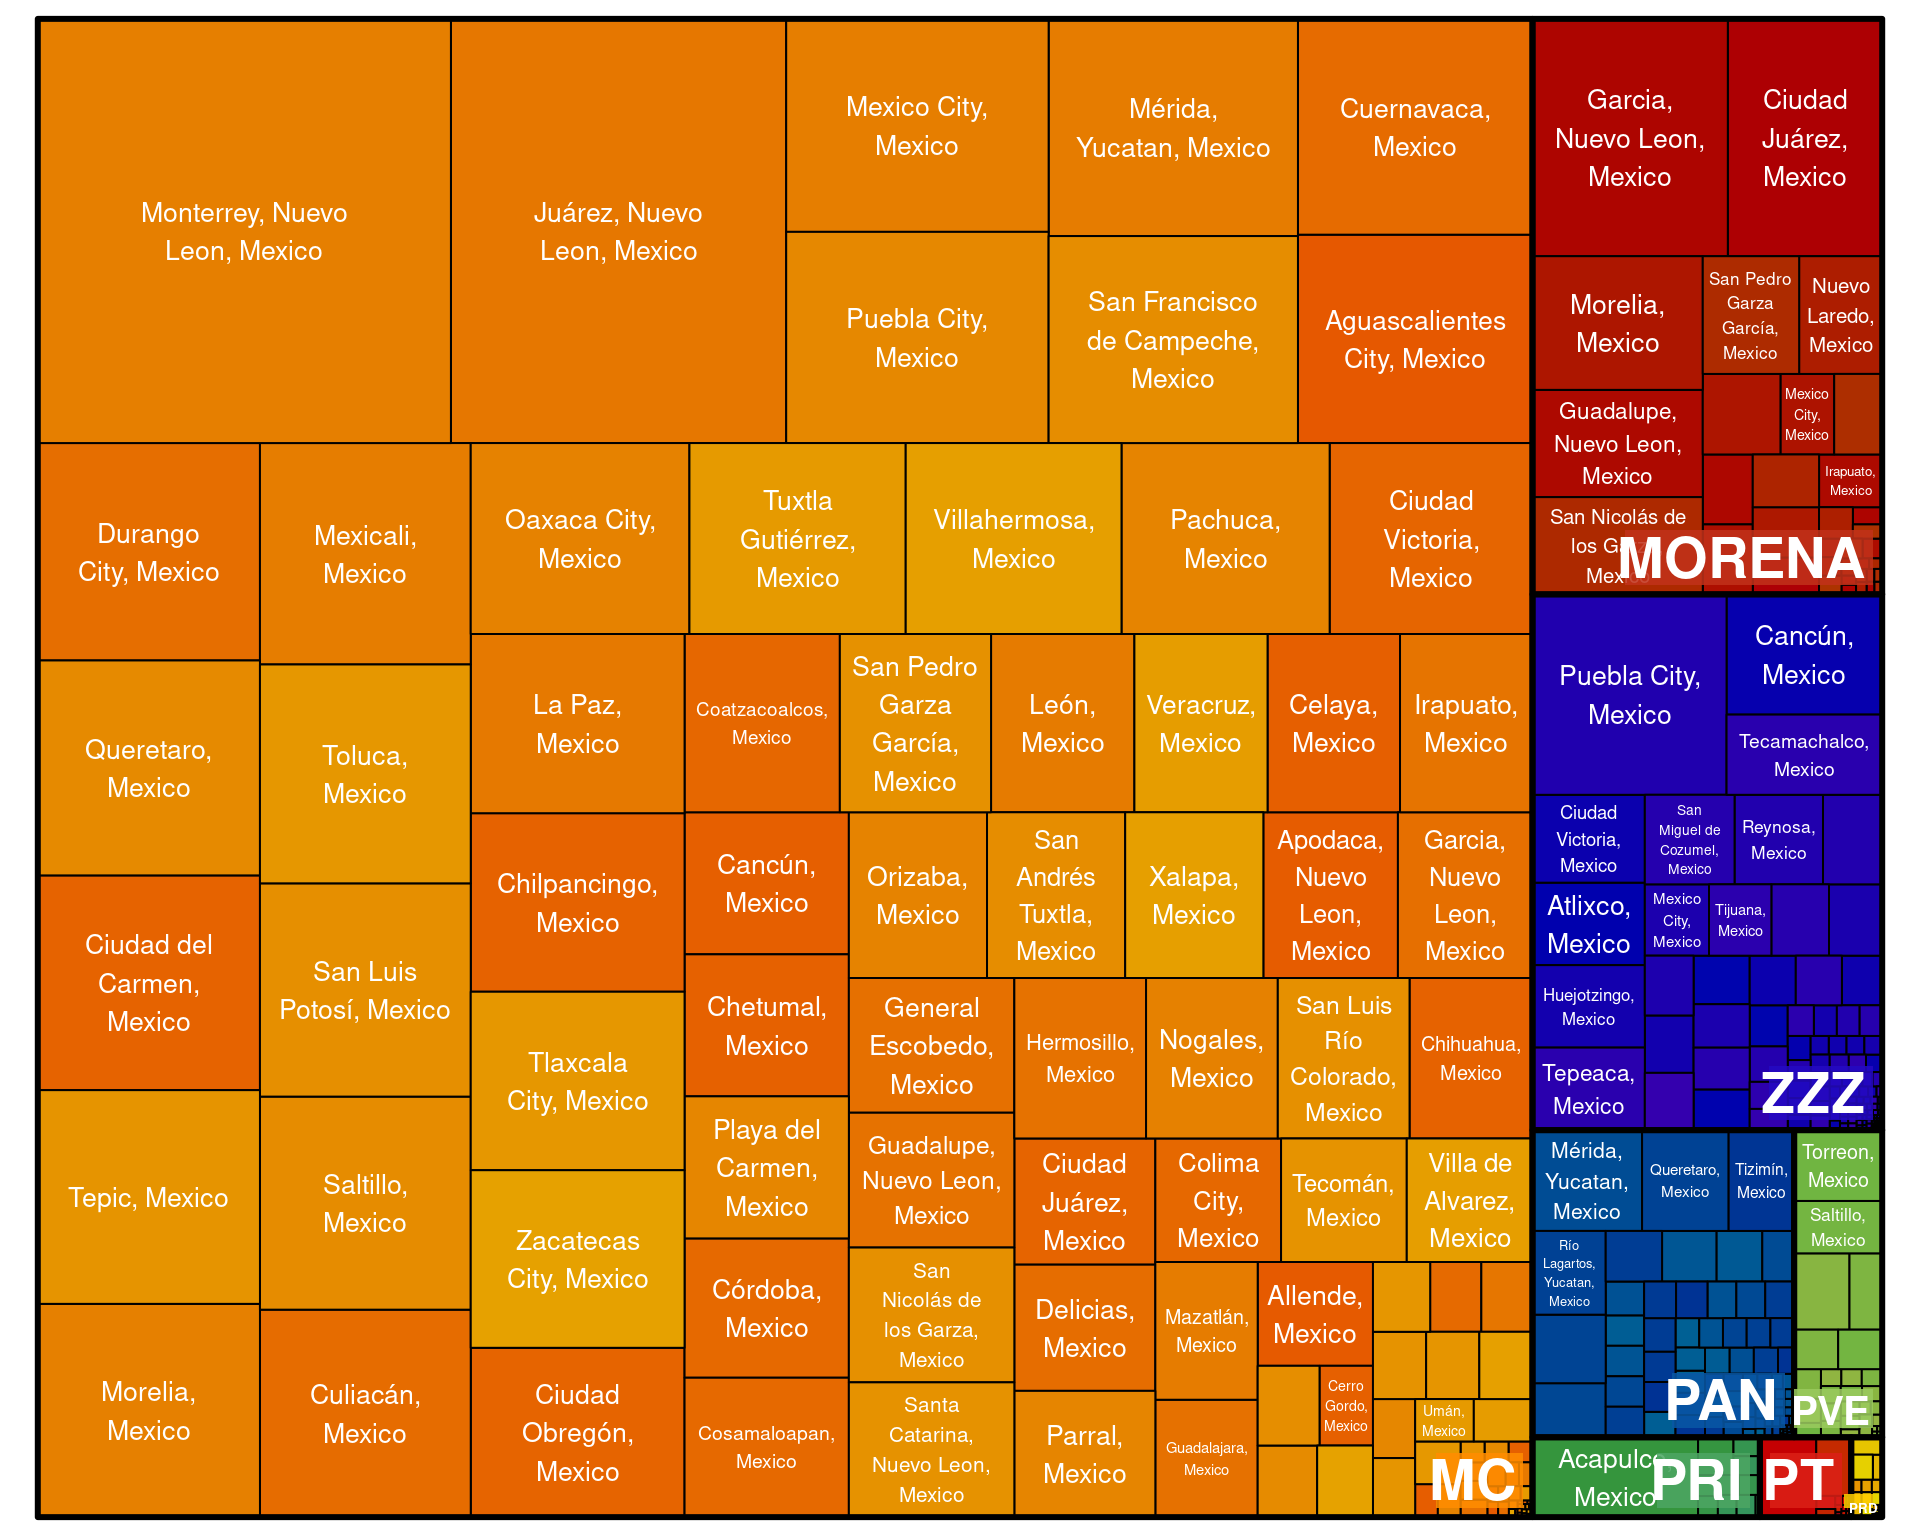 Monterrey, Nuevo
Leon, Mexico
Juárez, Nuevo
Leon, Mexico
Mexico City,
Mexico
Puebla City,
Mexico
Mérida,
Yucatan, Mexico
San Francisco
de Campeche,
Mexico
Cuernavaca,
Mexico
Aguascalientes
City, Mexico
Durango
City, Mexico
Queretaro,
Mexico
Ciudad del
Carmen,
Mexico
Tepic, Mexico
Morelia,
Mexico
Mexicali,
Mexico
Toluca,
Mexico
San Luis
Potosí, Mexico
Saltillo,
Mexico
Culiacán,
Mexico
Oaxaca City,
Mexico
Tuxtla
Gutiérrez,
Mexico
Villahermosa,
Mexico
Pachuca,
Mexico
Ciudad
Victoria,
Mexico
La Paz,
Mexico
Chilpancingo,
Mexico
Tlaxcala
City, Mexico
Zacatecas
City, Mexico
Ciudad
Obregón,
Mexico
Coatzacoalcos,
Mexico
San Pedro
Garza
García,
Mexico
León,
Mexico
Veracruz,
Mexico
Celaya,
Mexico
Irapuato,
Mexico
Cancún,
Mexico
Chetumal,
Mexico
Playa del
Carmen,
Mexico
Córdoba,
Mexico
Cosamaloapan,
Mexico
Orizaba,
Mexico
San
Andrés
Tuxtla,
Mexico
Xalapa,
Mexico
Apodaca,
Nuevo
Leon,
Mexico
Garcia,
Nuevo
Leon,
Mexico
General
Escobedo,
Mexico
Guadalupe,
Nuevo Leon,
Mexico
San
Nicolás de
los Garza,
Mexico
Santa
Catarina,
Nuevo Leon,
Mexico
Hermosillo,
Mexico
Nogales,
Mexico
San Luis
Río
Colorado,
Mexico
Chihuahua,
Mexico
Ciudad
Juárez,
Mexico
Delicias,
Mexico
Parral,
Mexico
Colima
City,
Mexico
Tecomán,
Mexico
Villa de
Alvarez,
Mexico
Mazatlán,
Mexico
Guadalajara,
Mexico
Allende,
Mexico
Cerro
Gordo,
Mexico
Umán,
Mexico
MC
Garcia,
Nuevo Leon,
Mexico
Ciudad
Juárez,
Mexico
Morelia,
Mexico
Guadalupe,
Nuevo Leon,
Mexico
San Nicolás de
los Garza,
Mexico
San Pedro
Garza
García,
Mexico
Nuevo
Laredo,
Mexico
Mexico
City,
Mexico
Irapuato,
Mexico
MORENA
Puebla City,
Mexico
Cancún,
Mexico
Tecamachalco,
Mexico
Ciudad
Victoria,
Mexico
Atlixco,
Mexico
Huejotzingo,
Mexico
Tepeaca,
Mexico
San
Miguel de
Cozumel,
Mexico
Reynosa,
Mexico
Mexico
City,
Mexico
Tijuana,
Mexico
ZZZ
Mérida,
Yucatan,
Mexico
Queretaro,
Mexico
Tizimín,
Mexico
Río
Lagartos,
Yucatan,
Mexico
PAN
Torreon,
Mexico
Saltillo,
Mexico
PVE
Acapulco,
Mexico
PRI
PT
PRD